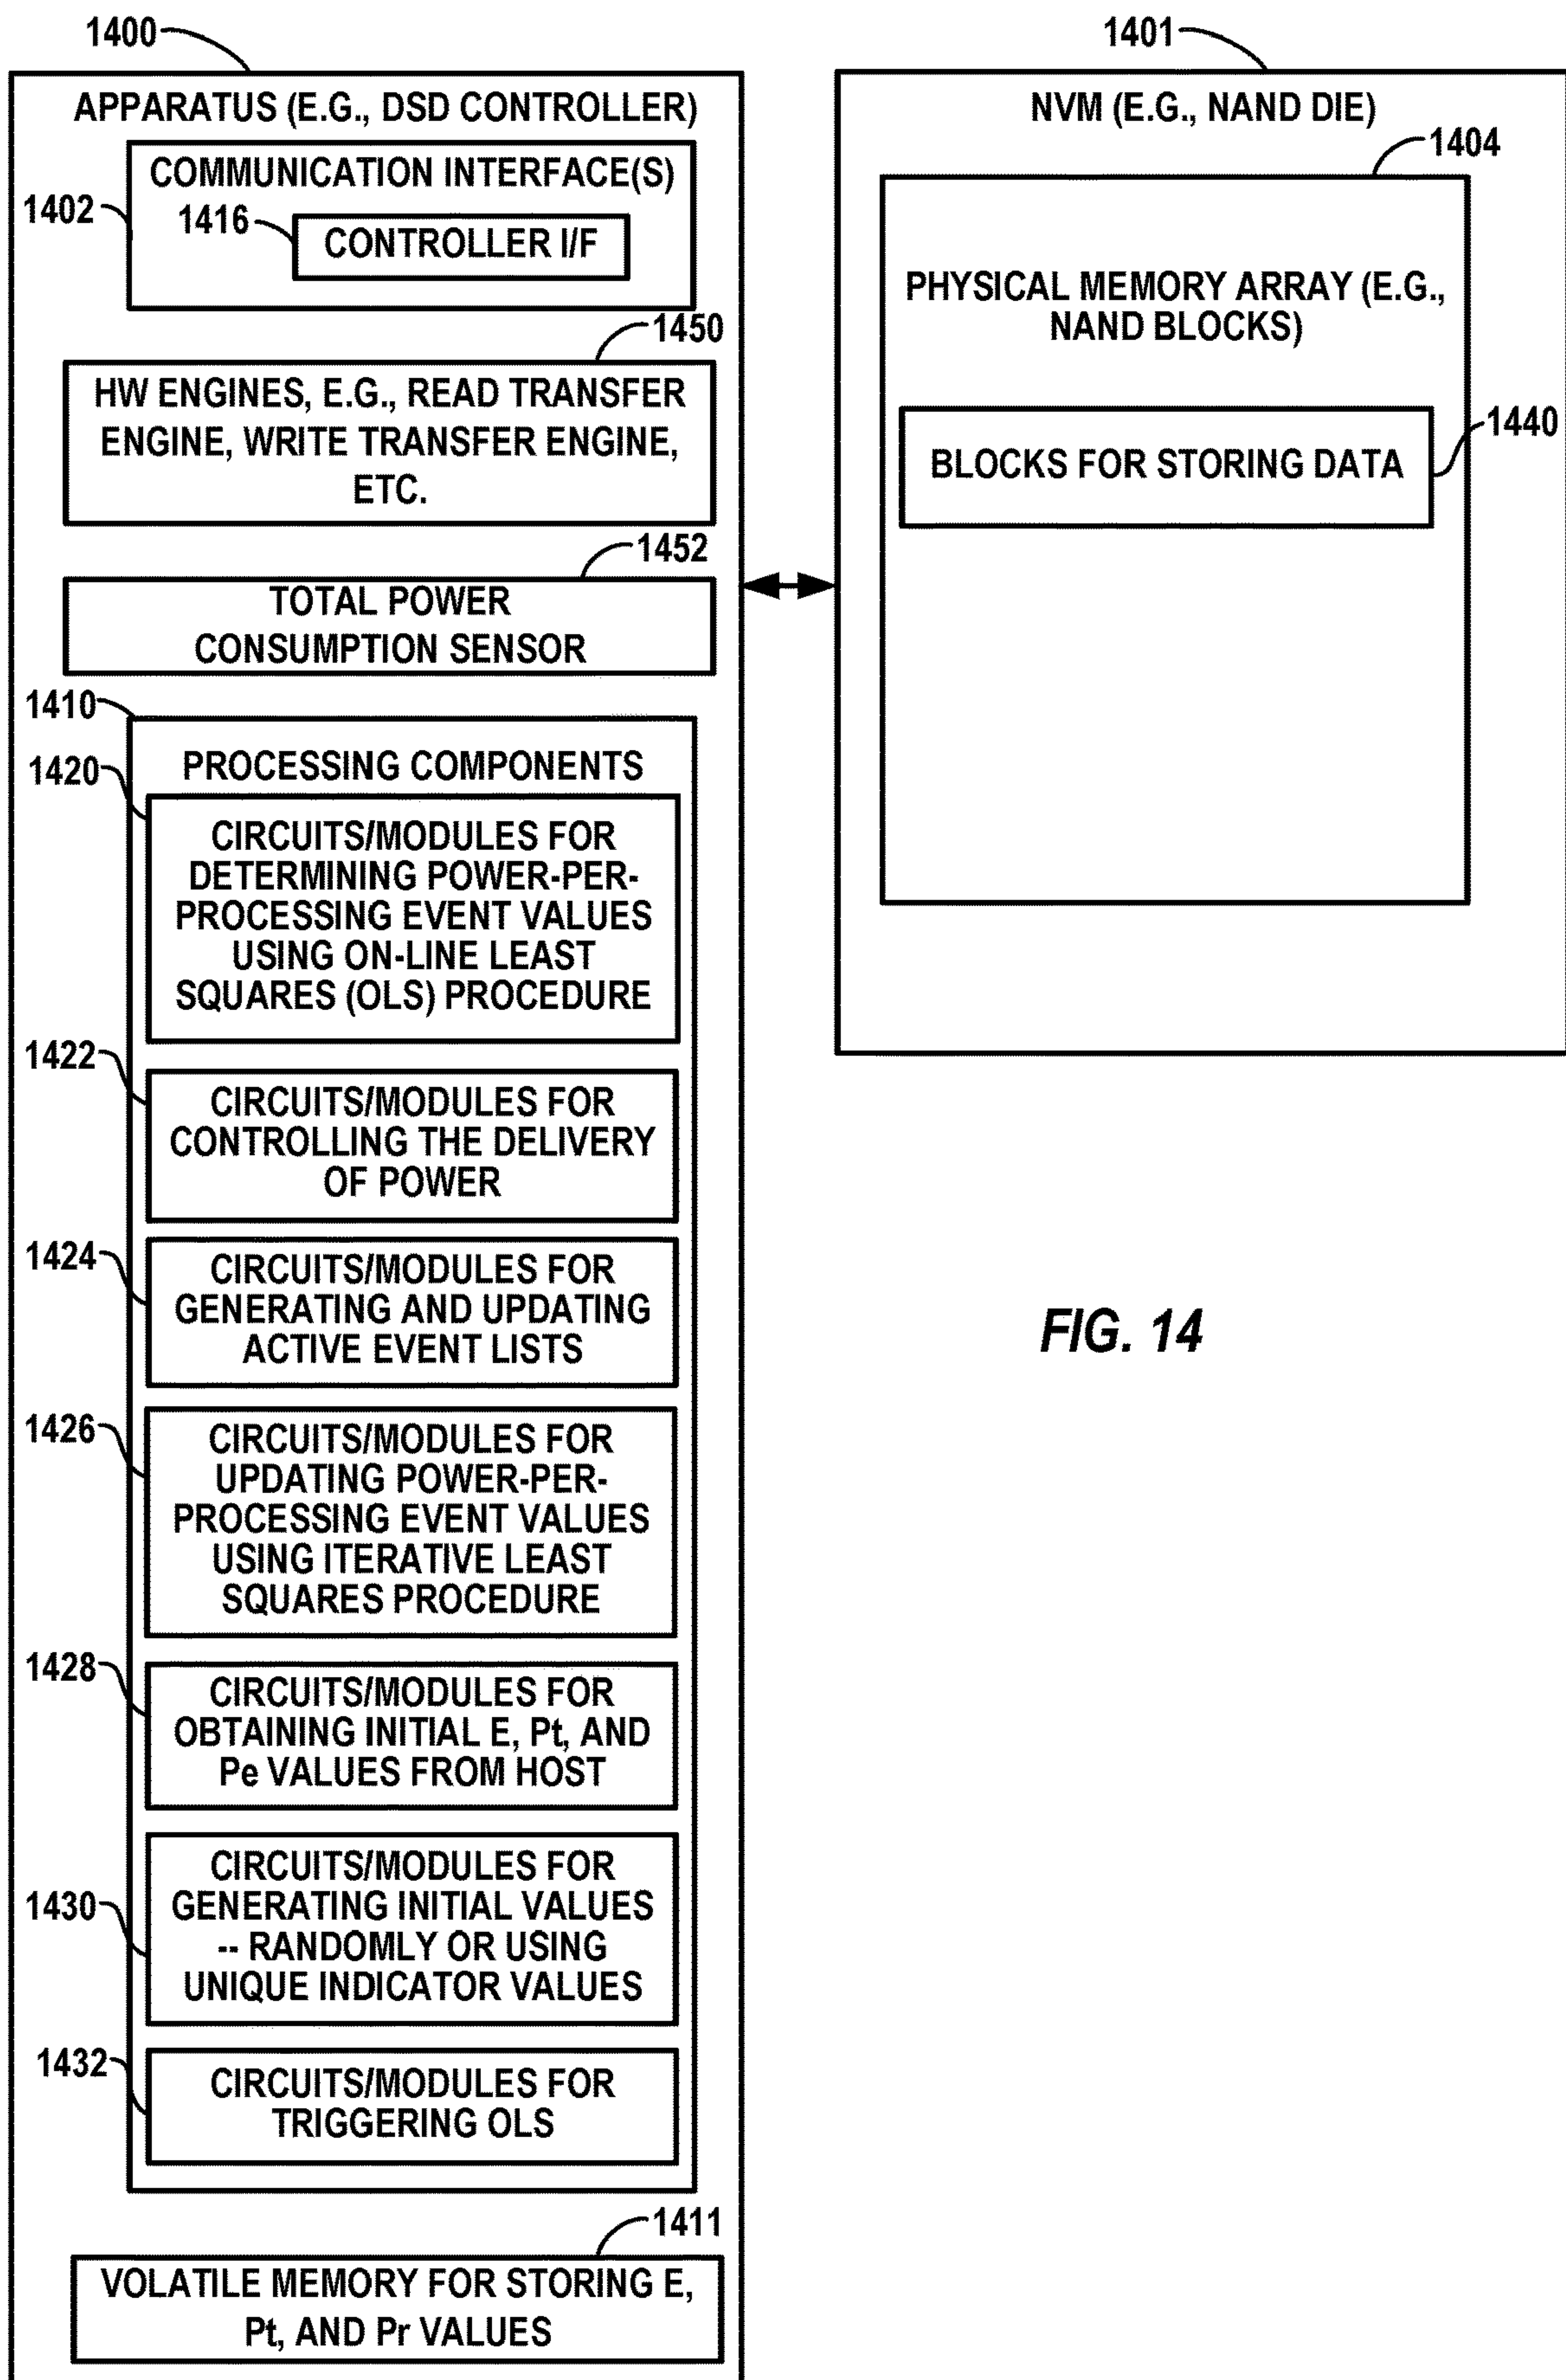 1400
APPARATUS (E.G., DSD CONTROLLER)
COMMUNICATION INTERFACE(S)
1402
1416
CONTROLLER I/F
1450
HW ENGINES, E.G., READ TRANSFER
ENGINE, WRITE TRANSFER ENGINE,
ETC.
1452
TOTAL POWER
CONSUMPTION SENSOR
1410
PROCESSING COMPONENTS
1420
CIRCUITS/MODULES FOR
DETERMINING POWER-PER-
PROCESSING EVENT VALUES
USING ON-LINE LEAST
SQUARES (OLS) PROCEDURE
1422
CIRCUITS/MODULES FOR
CONTROLLING THE DELIVERY
OF POWER
1424
CIRCUITS/MODULES FOR
GENERATING AND UPDATING
ACTIVE EVENT LISTS
1426
CIRCUITS/MODULES FOR
UPDATING POWER-PER-
PROCESSING EVENT VALUES
USING ITERATIVE LEAST
SQUARES PROCEDURE
1428
CIRCUITS/MODULES FOR
OBTAINING INITIAL E, Pt, AND
Pe VALUES FROM HOST
1430
CIRCUITS/MODULES FOR
GENERATING INITIAL VALUES
-- RANDOMLY OR USING
UNIQUE INDICATOR VALUES
1432
CIRCUITS/MODULES FOR
TRIGGERING OLS
1411
VOLATILE MEMORY FOR STORING E,
Pt, AND Pr VALUES
1401
NVM (E.G., NAND DIE)
1404
PHYSICAL MEMORY ARRAY (E.G.,
NAND BLOCKS)
1440
BLOCKS FOR STORING DATA
FIG. 14